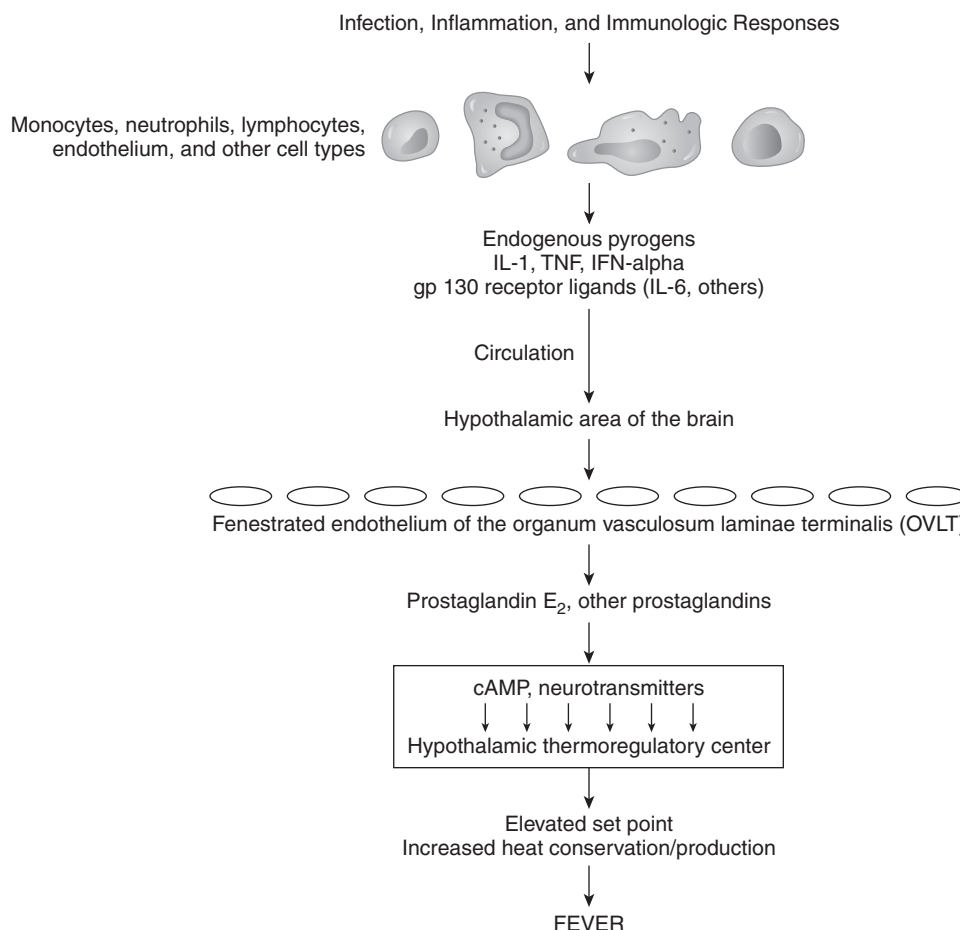 Infection, Inflammation, and Immunologic Responses
Monocytes, neutrophils, lymphocytes,
endothelium, and other cell types
Endogenous pyrogens
IL-1, TNF, IFN-alpha
gp 130 receptor ligands (IL-6, others)
Circulation
Hypothalamic area of the brain
Fenestrated endothelium of the organum vasculosum laminae terminalis (OVLT)
Prostaglandin E₂, other prostaglandins
cAMP, neurotransmitters
Hypothalamic thermoregulatory center
Elevated set point
Increased heat conservation/production
FEVER